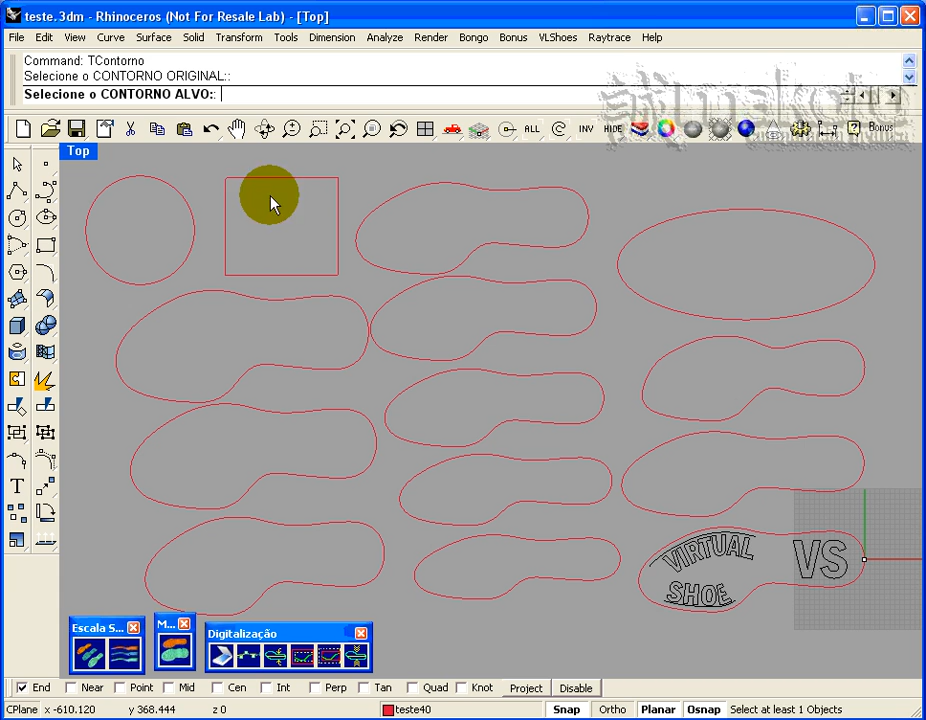 teste.3dm - Rhinoceros (Not For Resale Lab) - [Top]
File Edit View Curve Surface Solid Transform Tools Dimension Analyze Render Bongo Bonus VLShoes Raytrace Help
Command: TContorno
Selecione o CONTORNO ORIGINAL::
Selecione o CONTORNO ALVO::
ALL INV HIDE Bonus
Top
VIRTUAL
SHOE
VS
Escala S...
M...
Digitalização
End Near Point Mid Cen Int Perp Tan Quad Knot Project Disable
CPlane x -610.120 y 368.444 z 0 teste40 Snap Ortho Planar Osnap Select at least 1 Objects